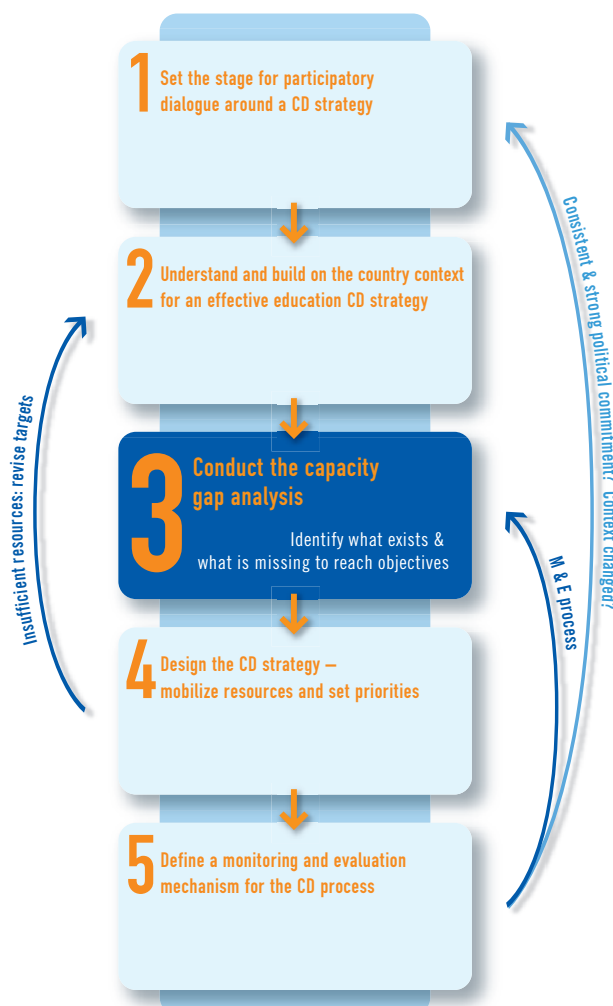 1
Set the stage for participatory
dialogue around a CD strategy
2
Understand and build on the country context
for an effective education CD strategy
3
Conduct the capacity
gap analysis
Identify what exists &
what is missing to reach objectives
4
Design the CD strategy –
mobilize resources and set priorities
5
Define a monitoring and evaluation
mechanism for the CD process
Insufficient resources: revise targets
M & E process
Consistent & strong political commitment? Context changed?